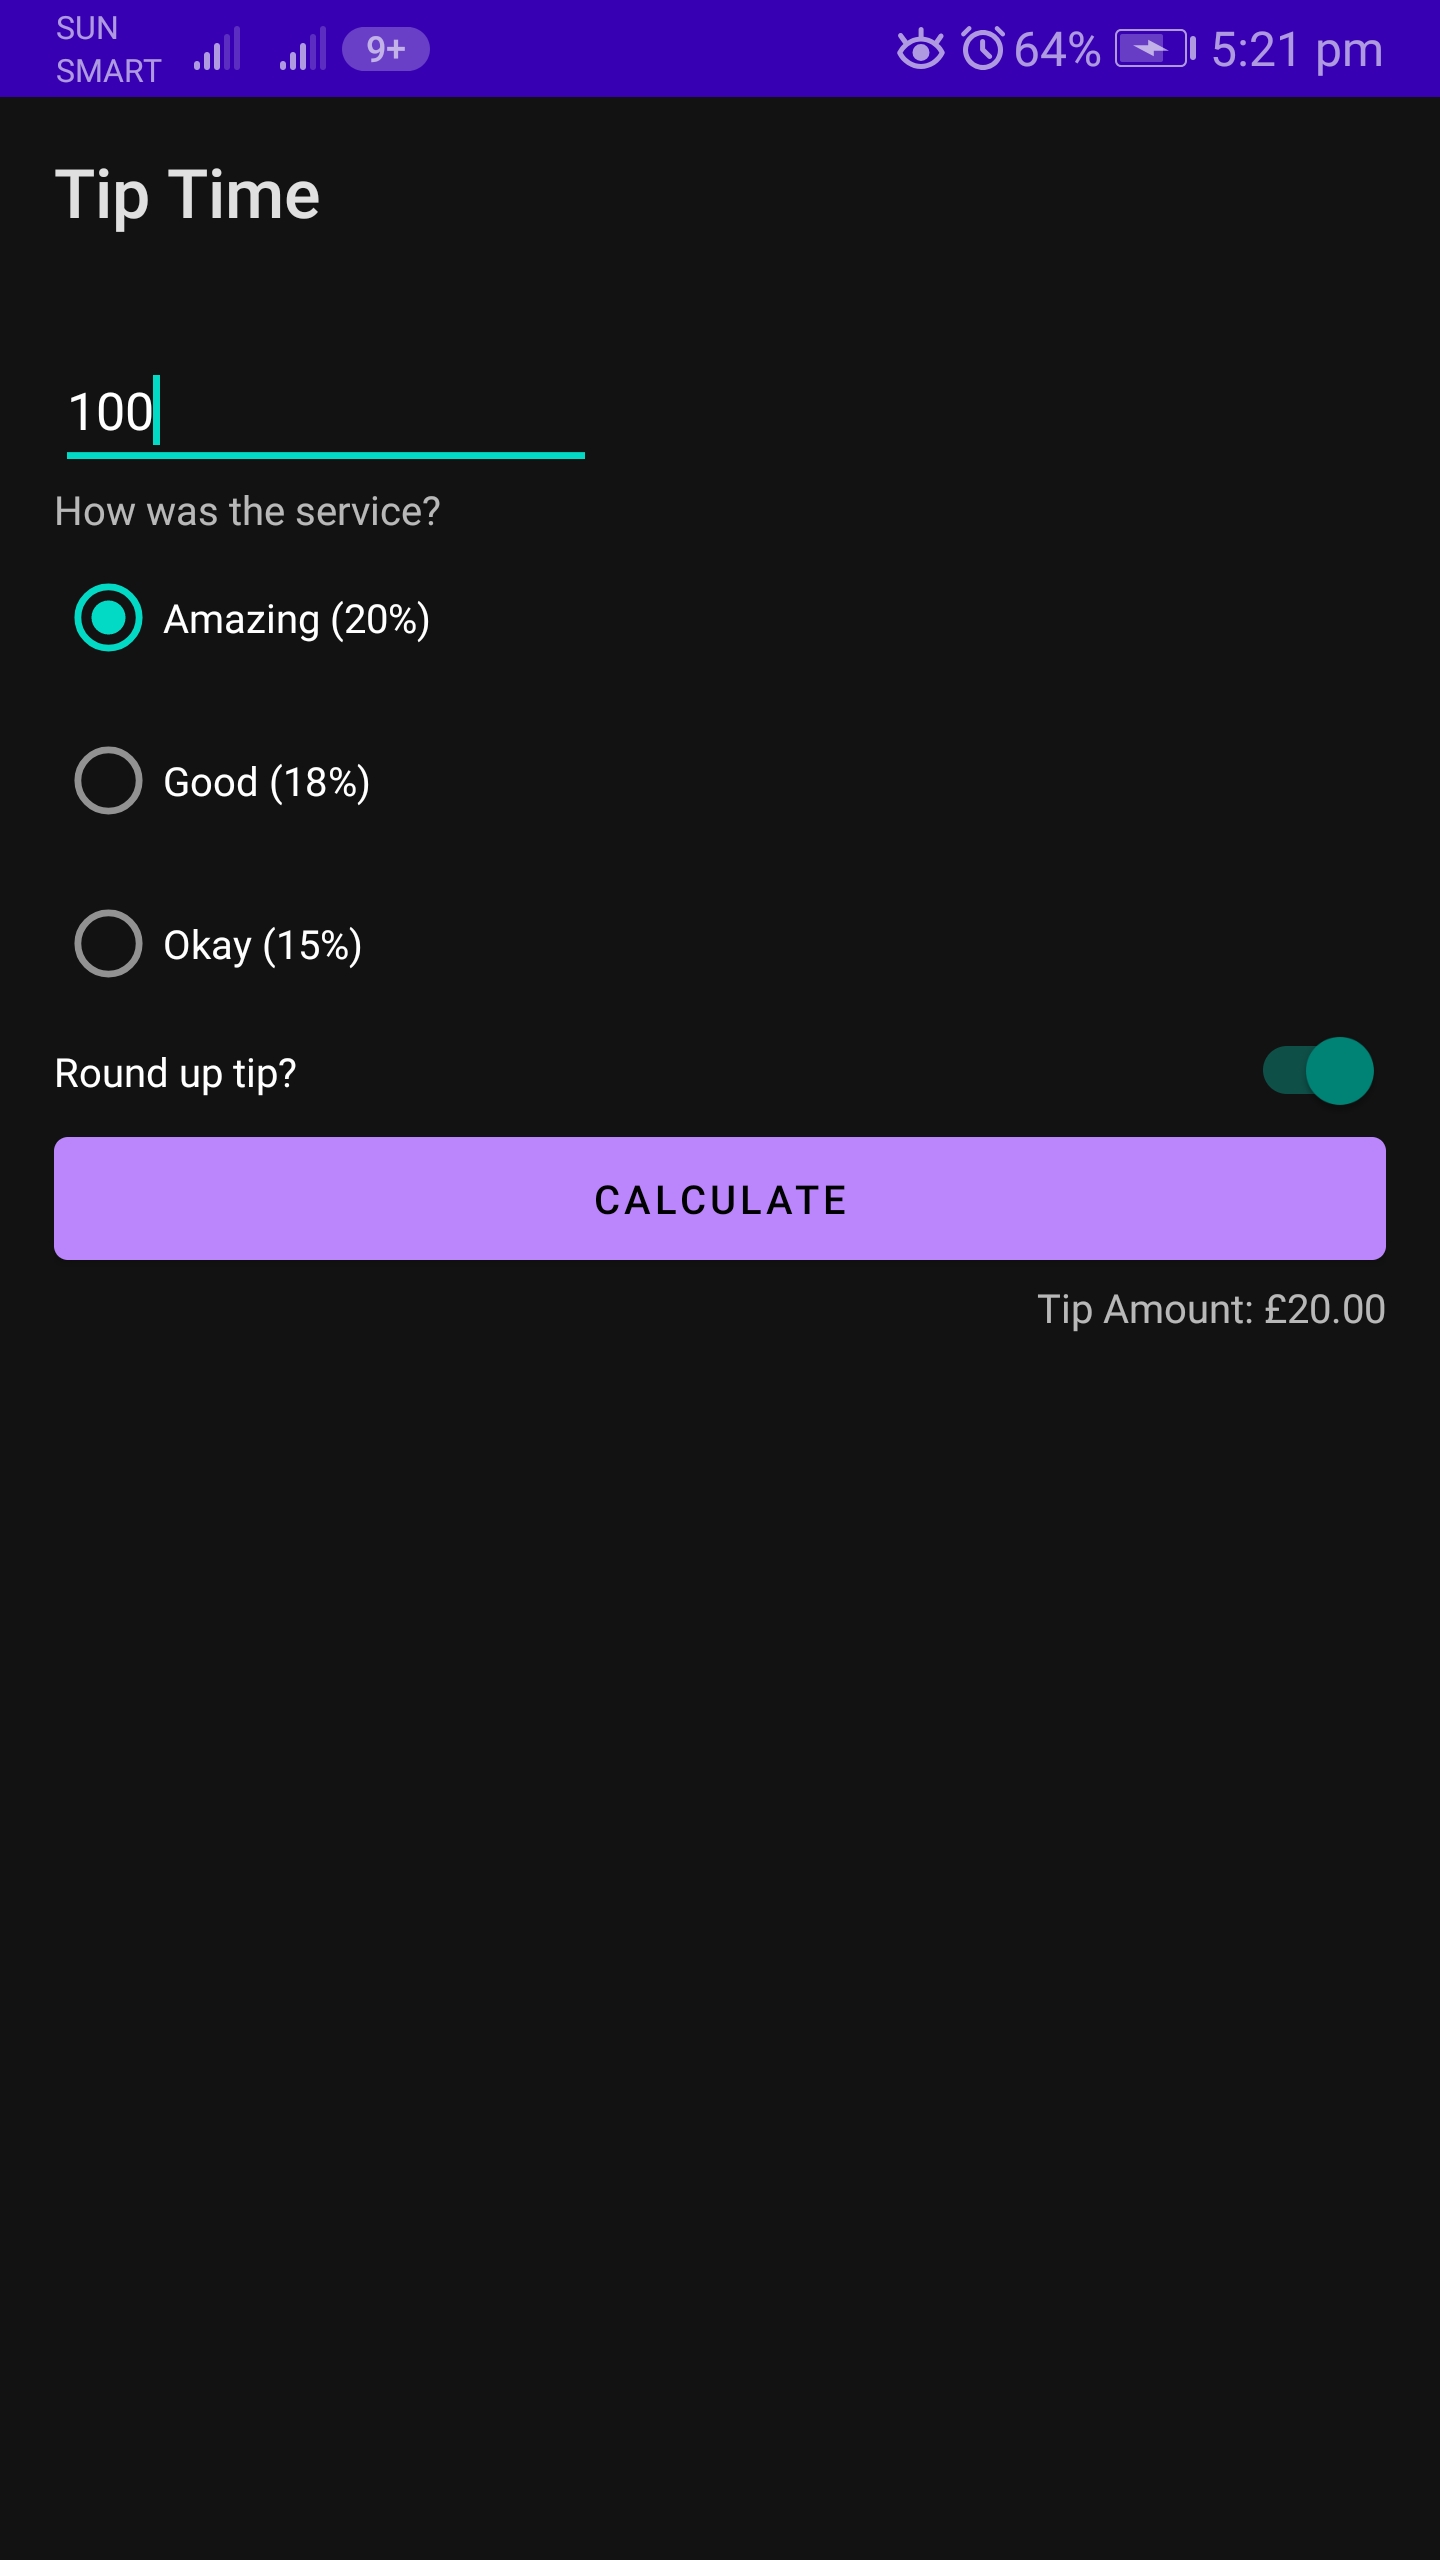 SUN
SMART
9+
64%
5:21 pm
Tip Time
100
How was the service?
Amazing (20%)
Good (18%)
Okay (15%)
Round up tip?
CALCULATE
Tip Amount: £20.00